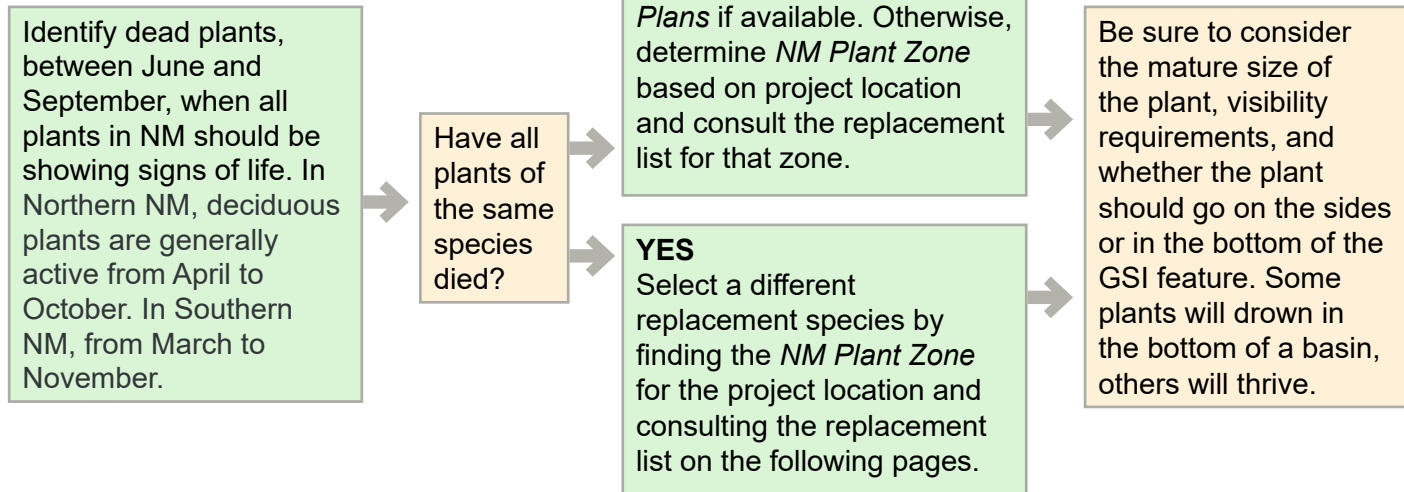 Identify dead plants,
between June and
September, when all
plants in NM should be
showing signs of life. In
Northern NM, deciduous
plants are generally
active from April to
October. In Southern
NM, from March to
November.
Have all
plants of
the same
species
died?
Plans if available. Otherwise,
determine NM Plant Zone
based on project location
and consult the replacement
list for that zone.
YES
Select a different
replacement species by
finding the NM Plant Zone
for the project location and
consulting the replacement
list on the following pages.
Be sure to consider
the mature size of
the plant, visibility
requirements, and
whether the plant
should go on the sides
or in the bottom of the
GSI feature. Some
plants will drown in
the bottom of a basin,
others will thrive.